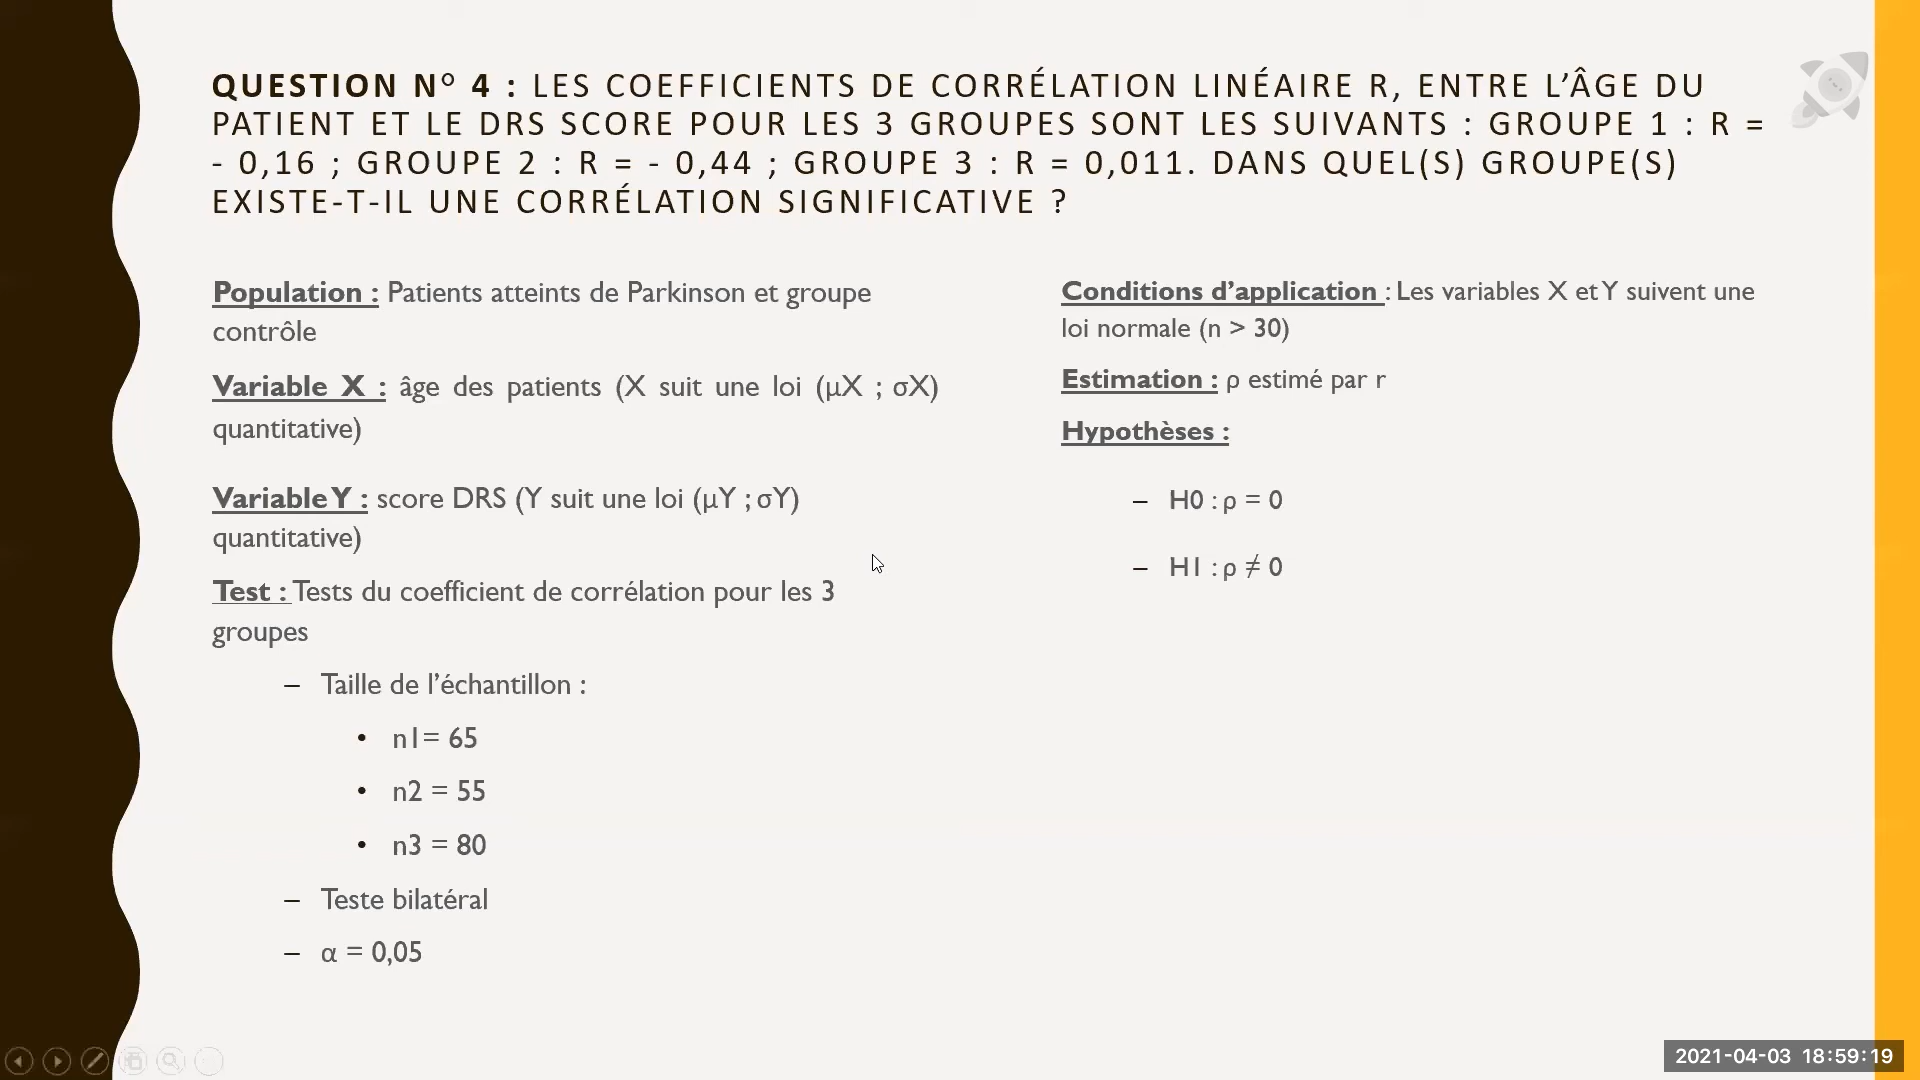 QUESTION N° 4 : LES COEFFICIENTS DE CORRÉLATION LINÉAIRE R, ENTRE L’ÂGE DU
PATIENT ET LE DRS SCORE POUR LES 3 GROUPES SONT LES SUIVANTS : GROUPE 1 : R =
- 0,16 ; GROUPE 2 : R = - 0,44 ; GROUPE 3 : R = 0,011. DANS QUEL(S) GROUPE(S)
EXISTE-T-IL UNE CORRÉLATION SIGNIFICATIVE ?
Population : Patients atteints de Parkinson et groupe
contrôle
Variable X : âge des patients (X suit une loi (µX ; σX)
quantitative)
Variable Y : score DRS (Y suit une loi (µY ; σY)
quantitative)
Test : Tests du coefficient de corrélation pour les 3
groupes
– Taille de l’échantillon :
• n1= 65
• n2 = 55
• n3 = 80
– Teste bilatéral
– α = 0,05
Conditions d’application : Les variables X et Y suivent une
loi normale (n > 30)
Estimation : ρ estimé par r
Hypothèses :
– H0 : ρ = 0
– H1 : ρ ≠ 0
2021-04-03 18:59:19